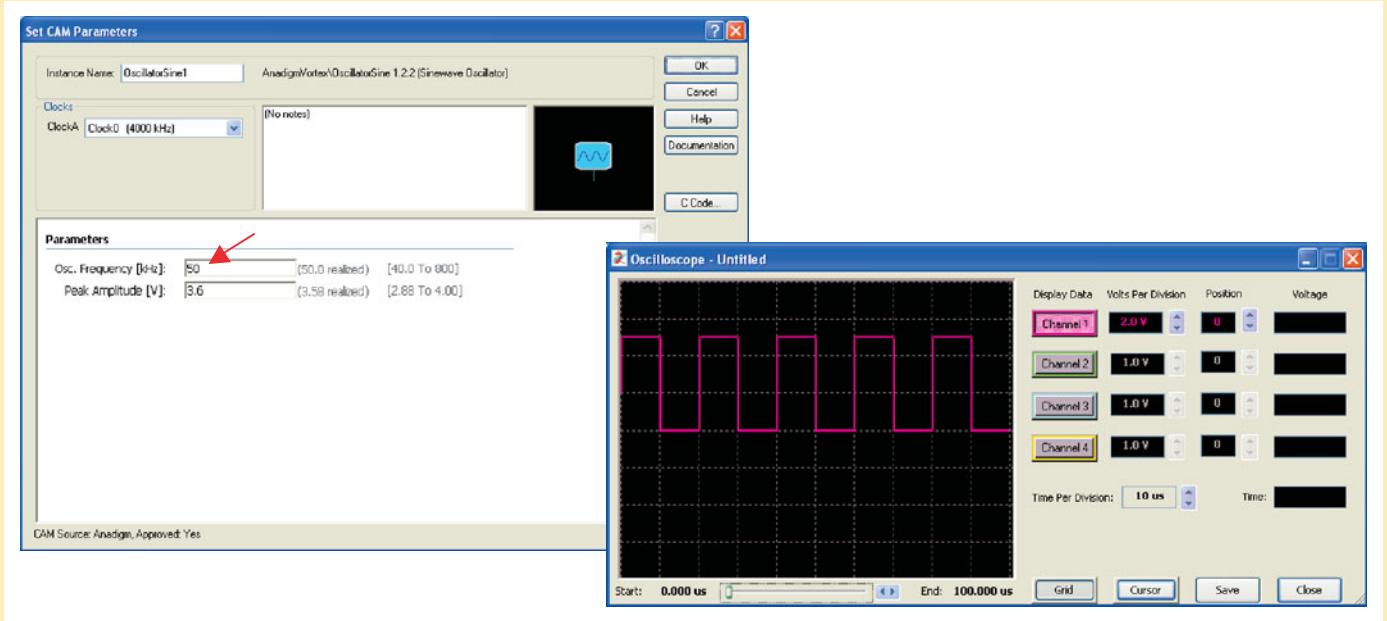 Set CAM Parameters
Instance Name: OscillatorSine1 AnadigmVortex\OscillatorSine 1.2.2 (Sinewave Oscillator)
OK
Cancel
Help
Documentation
C Code...
Clocks
ClockA Clock0 (4000 kHz)
(No notes)
Parameters
Osc. Frequency [kHz]: 50 (50.0 realized) [40.0 To 800]
Peak Amplitude [V]: 3.6 (3.58 realized) [2.88 To 4.00]
CAM Source: Anadigm, Approved: Yes
Oscilloscope - Untitled
Display Data Volts Per Division Position Voltage
Channel 1 2.0 V 0
Channel 2 1.0 V 0
Channel 3 1.0 V 0
Channel 4 1.0 V 0
Time Per Division: 10 us Time:
Start: 0.000 us End: 100.000 us
Grid Cursor Save Close